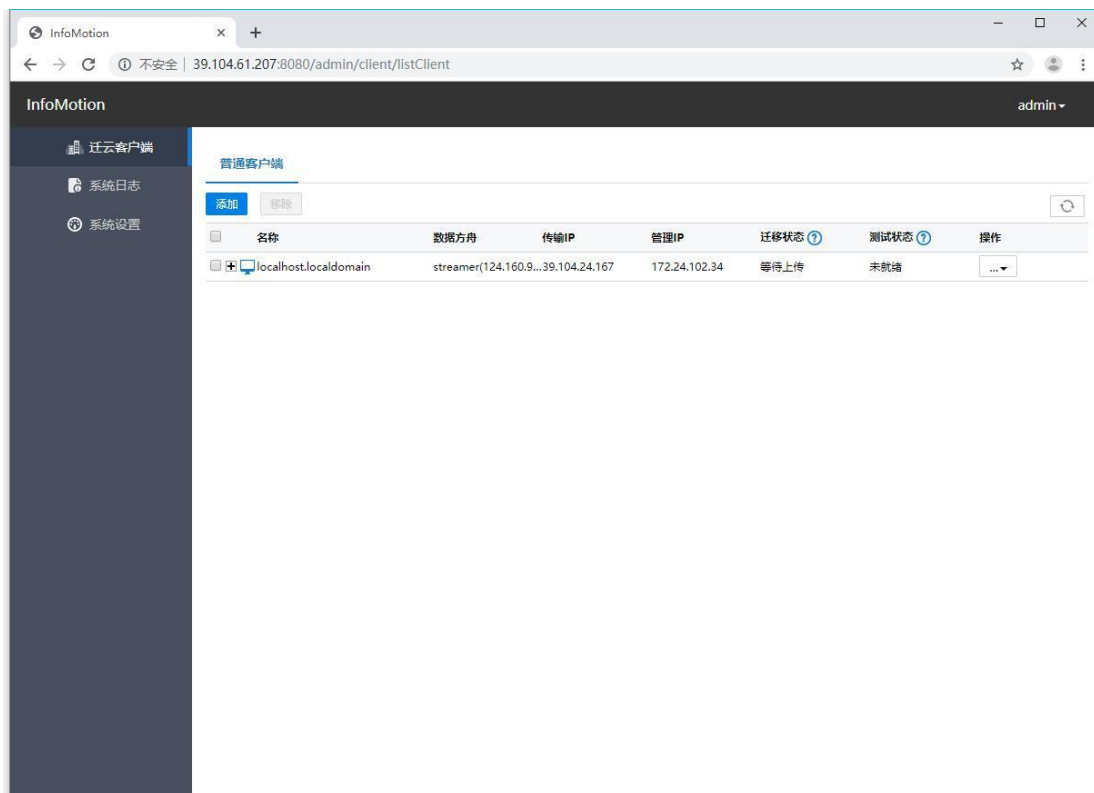 InfoMotion
不安全 | 39.104.61.207:8080/admin/client/listClient
InfoMotion admin
迁云客户端
系统日志
系统设置
普通客户端
添加 移除
名称 数据方舟 传输IP 管理IP 迁移状态 ? 测试状态 ? 操作
localhost.localdomain streamer(124.160.9...39.104.24.167 172.24.102.34 等待上传 未就绪 ...